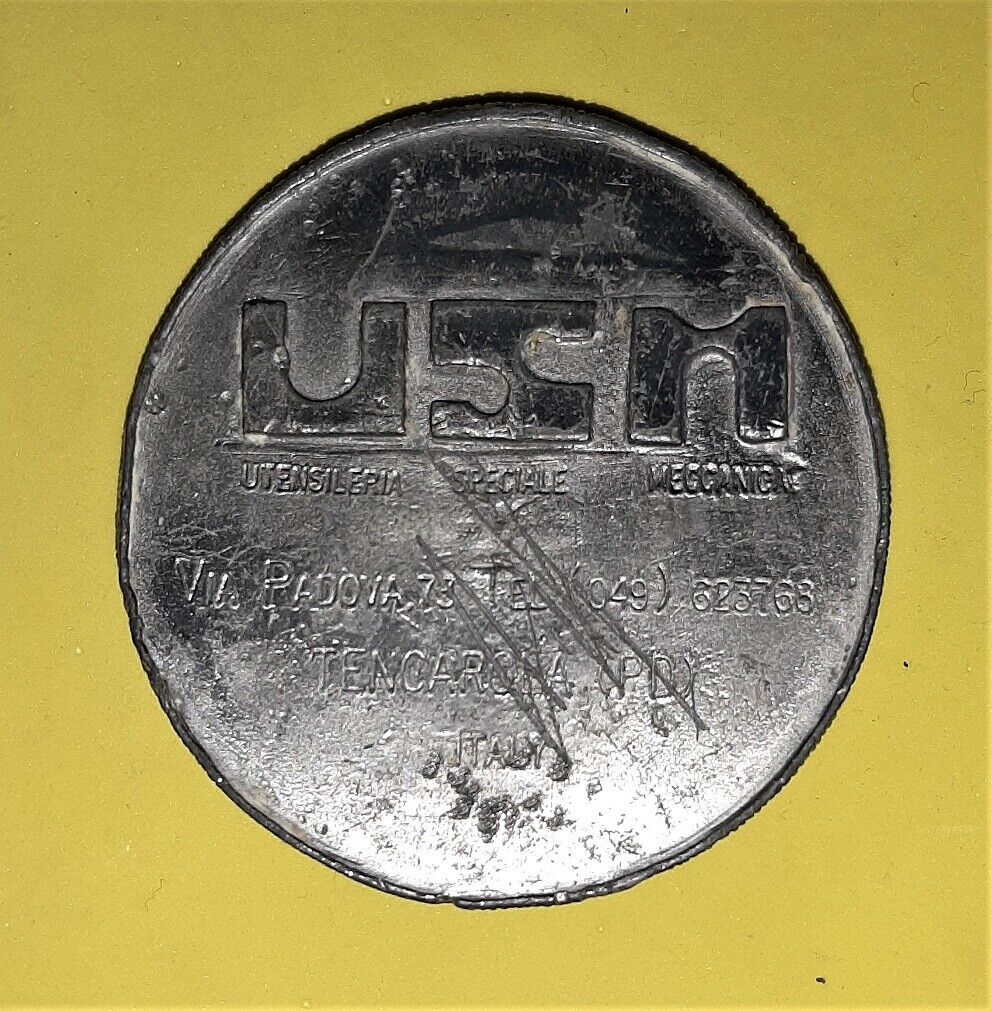 USM
UTENSILERIA SPECIALE MECCANICA
VIA PADOVA, 73 TEL. (049) 623768
TENCAROLA (PD)
ITALY